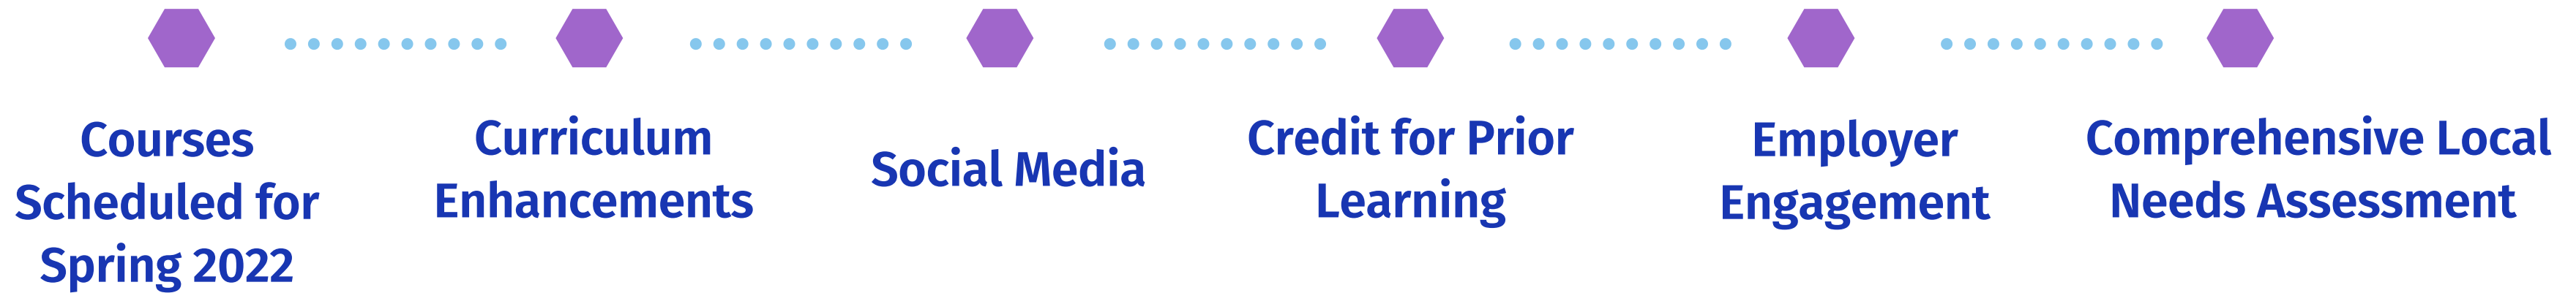 Courses
Scheduled for
Spring 2022
Curriculum
Enhancements
Social Media
Credit for Prior
Learning
Employer
Engagement
Comprehensive Local
Needs Assessment